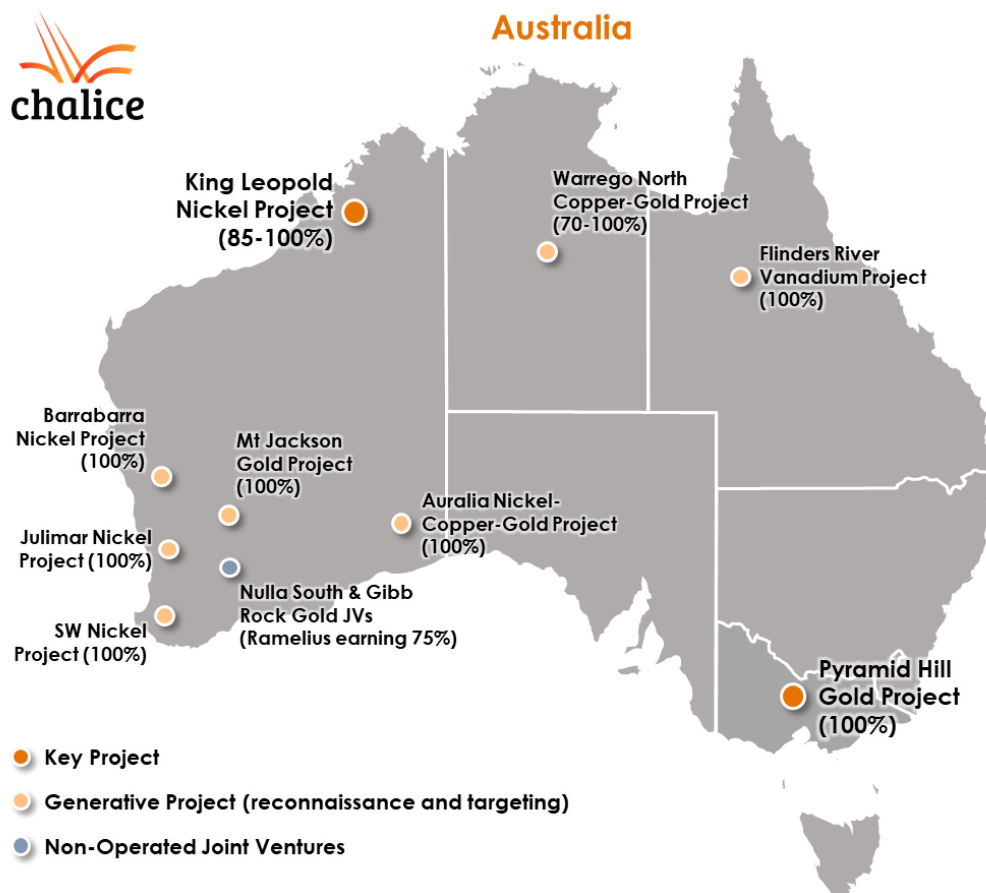 Australia
chalice
King Leopold
Nickel Project
(85-100%)
Warrego North
Copper-Gold Project
(70-100%)
Flinders River
Vanadium Project
(100%)
Barrabarra
Nickel Project
(100%)
Mt Jackson
Gold Project
(100%)
Auralia Nickel-
Copper-Gold Project
(100%)
Julimar Nickel
Project (100%)
Nulla South & Gibb
Rock Gold JVs
(Ramelius earning 75%)
SW Nickel
Project (100%)
Pyramid Hill
Gold Project
(100%)
Key Project
Generative Project (reconnaissance and targeting)
Non-Operated Joint Ventures